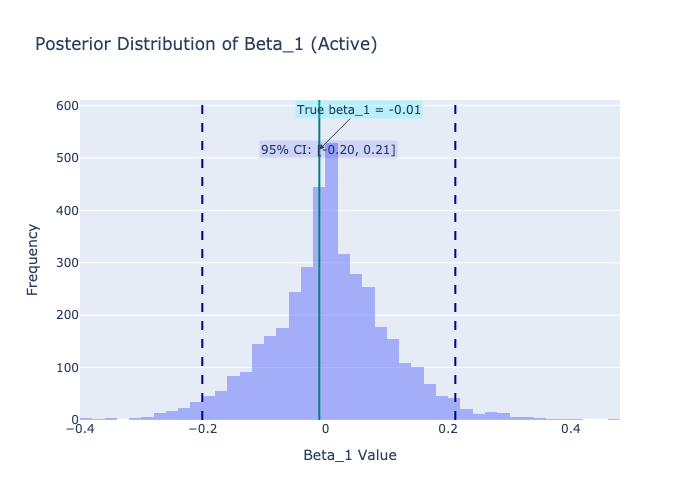 Posterior Distribution of Beta_1 (Active)
True beta_1 = -0.01
95% CI: [-0.20, 0.21]
600
500
400
300
200
100
0
Frequency
−0.4
−0.2
0
0.2
0.4
Beta_1 Value